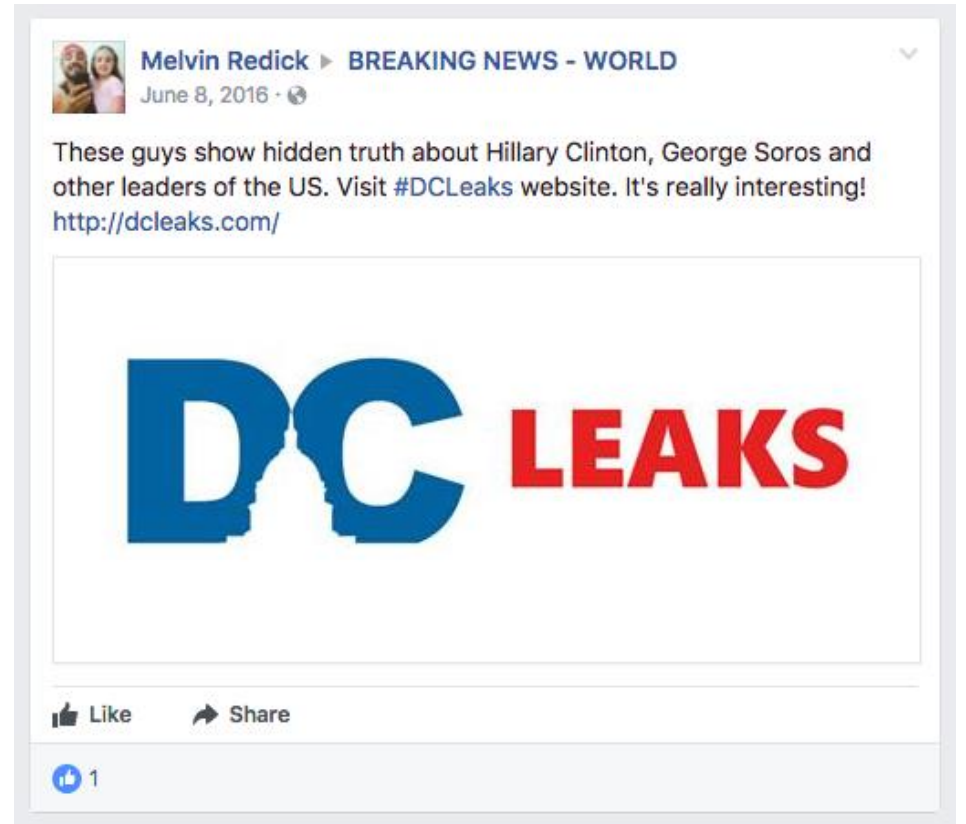 Melvin Redick ▸ BREAKING NEWS - WORLD
June 8, 2016 ·
These guys show hidden truth about Hillary Clinton, George Soros and
other leaders of the US. Visit #DCLeaks website. It's really interesting!
http://dcleaks.com/
DC LEAKS
Like Share
1